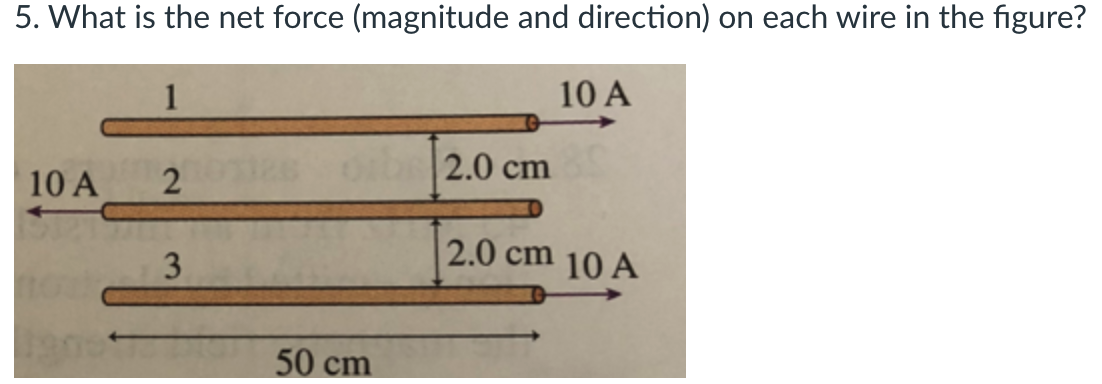 5. What is the net force (magnitude and direction) on each wire in the figure?
1
10 A
2.0 cm
10 A
2
2.0 cm
3
10 A
50 cm